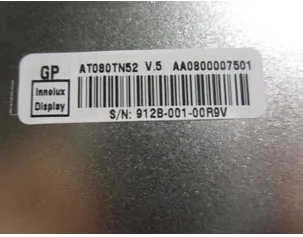 GP AT080TN52 V.5 AA0800007501
Innolux
Display
S/N: 912B-001-00R9V